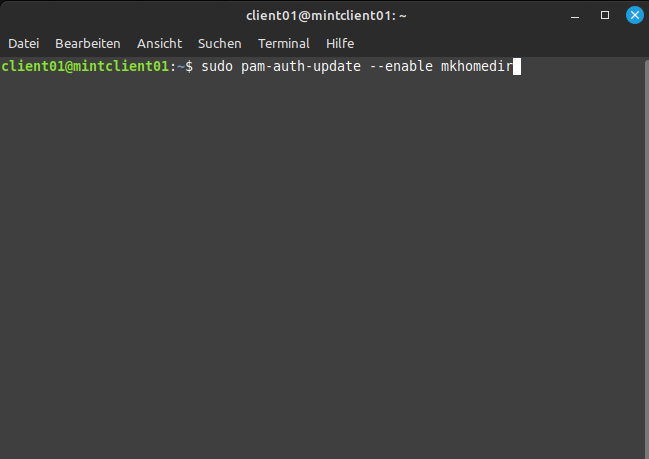 client01@mintclient01: ~
Datei Bearbeiten Ansicht Suchen Terminal Hilfe
client01@mintclient01:~$ sudo pam-auth-update --enable mkhomedir